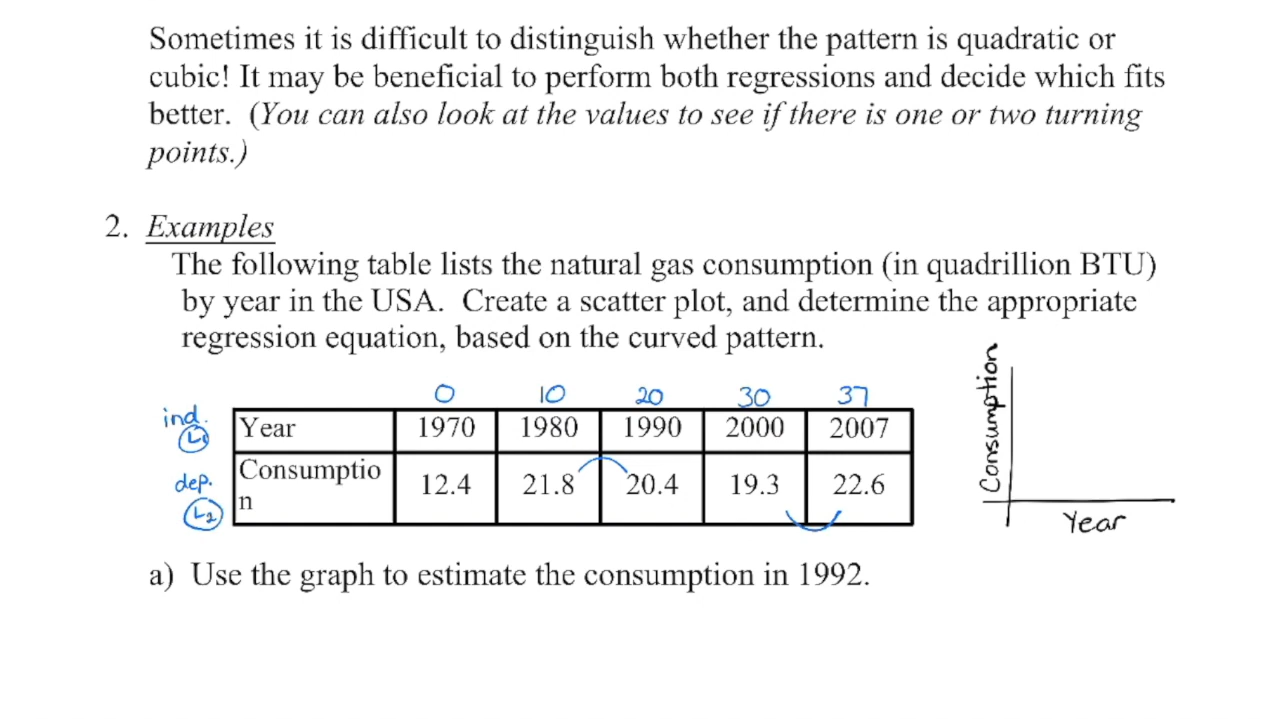 Sometimes it is difficult to distinguish whether the pattern is quadratic or
cubic! It may be beneficial to perform both regressions and decide which fits
better. (You can also look at the values to see if there is one or two turning
points.)
2. Examples
The following table lists the natural gas consumption (in quadrillion BTU)
by year in the USA. Create a scatter plot, and determine the appropriate
regression equation, based on the curved pattern.
0 10 20 30 37
ind. L1 Year 1970 1980 1990 2000 2007
dep. L2 Consumptio
n 12.4 21.8 20.4 19.3 22.6
Consumption
Year
a) Use the graph to estimate the consumption in 1992.